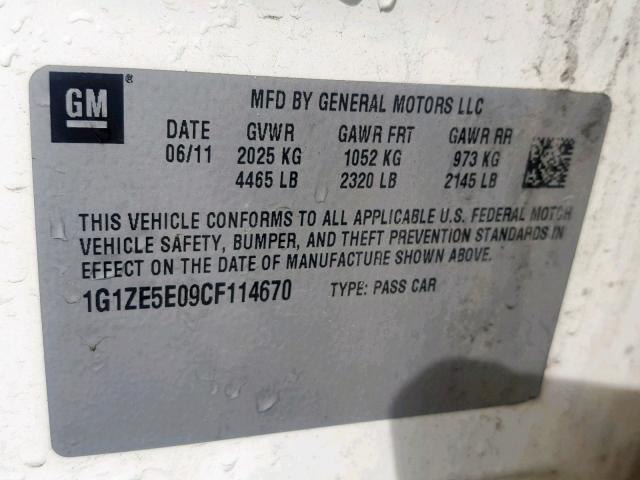 GM ®
MFD BY GENERAL MOTORS LLC
DATE GVWR GAWR FRT GAWR RR
06/11 2025 KG 1052 KG 973 KG
4465 LB 2320 LB 2145 LB
THIS VEHICLE CONFORMS TO ALL APPLICABLE U.S. FEDERAL MOTOR
VEHICLE SAFETY, BUMPER, AND THEFT PREVENTION STANDARDS IN
EFFECT ON THE DATE OF MANUFACTURE SHOWN ABOVE.
1G1ZE5E09CF114670 TYPE: PASS CAR